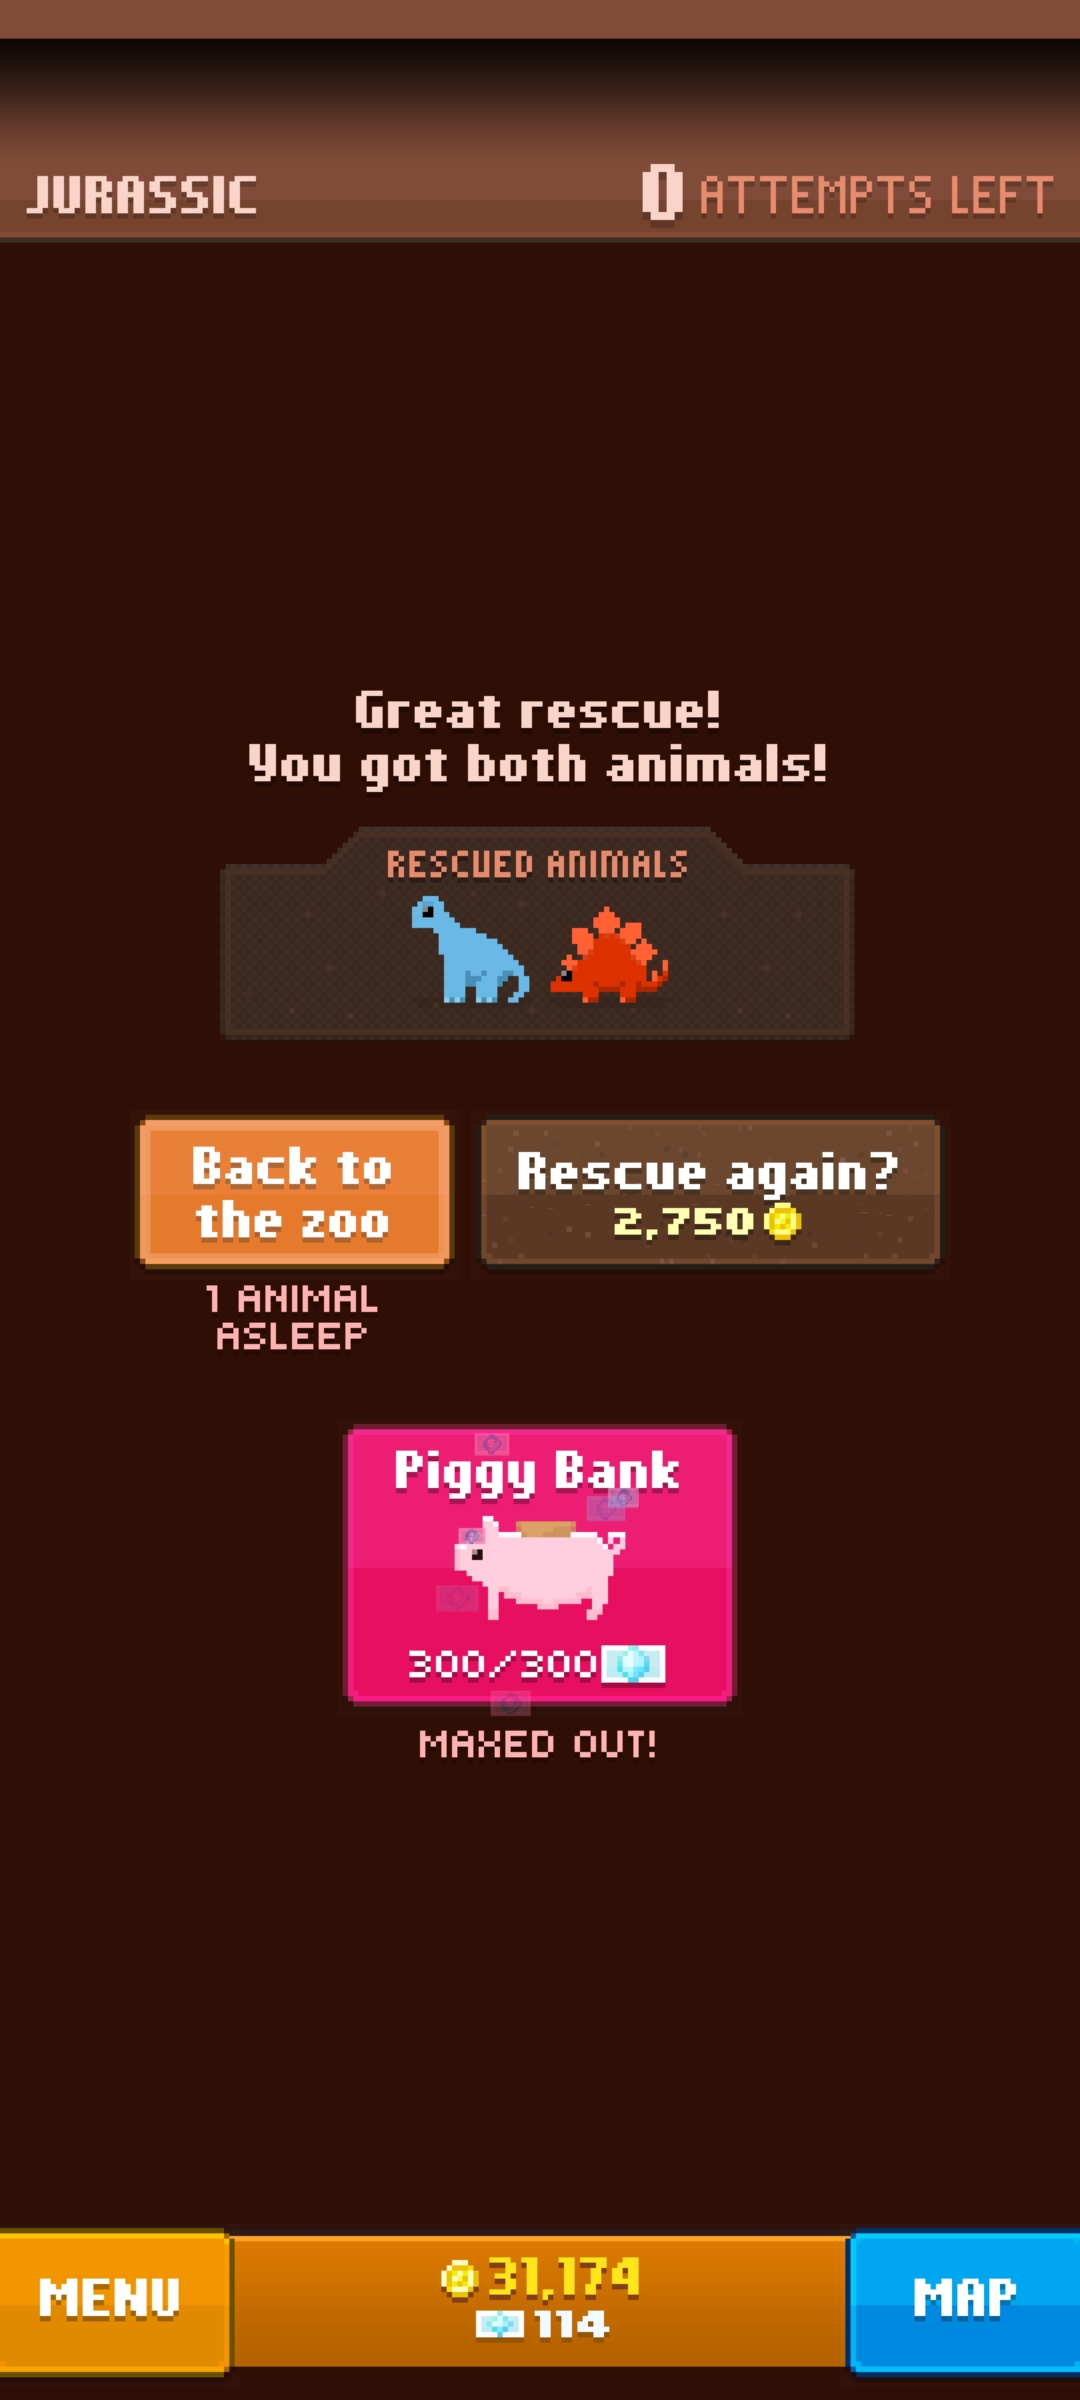 JURASSIC
0 ATTEMPTS LEFT
Great rescue!
You got both animals!
RESCUED ANIMALS
Back to
the zoo
Rescue again?
2,750
1 ANIMAL
ASLEEP
Piggy Bank
300/300
MAXED OUT!
MENU
31,174
114
MAP